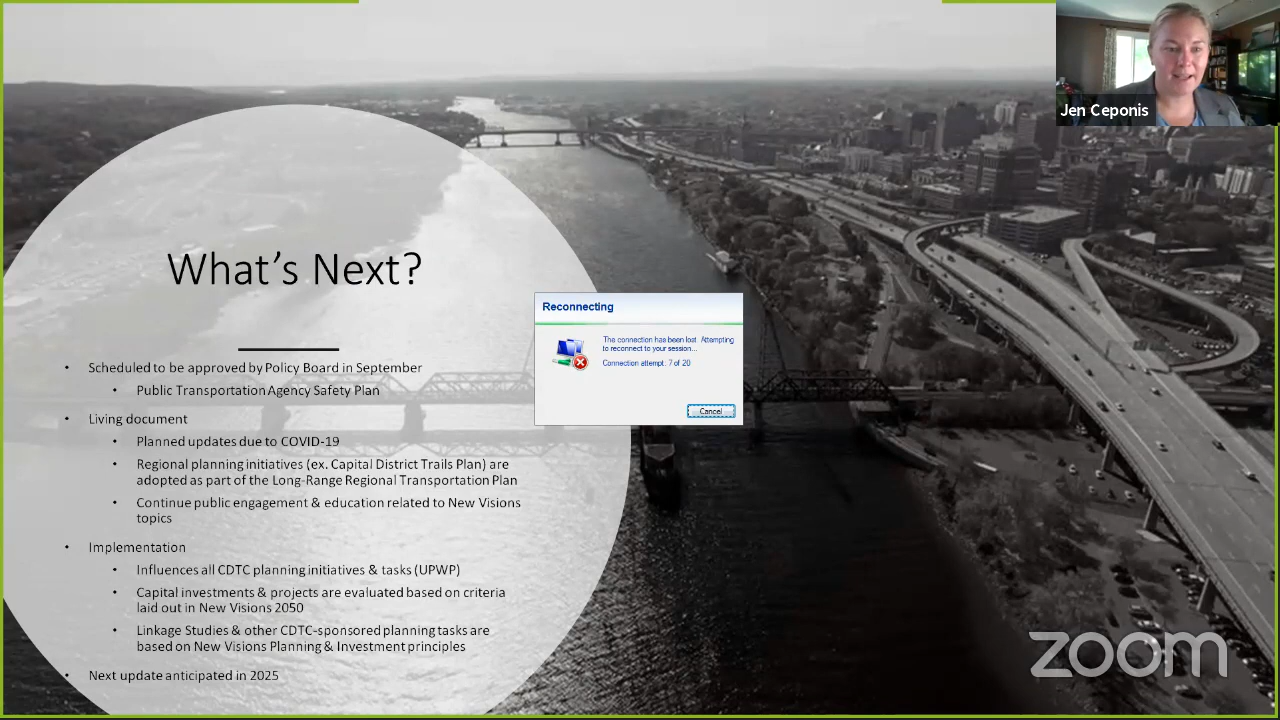 Jen Ceponis
What's Next?
• Scheduled to be approved by Policy Board in September
• Public Transportation Agency Safety Plan
• Living document
• Planned updates due to COVID-19
• Regional planning initiatives (ex. Capital District Trails Plan) are
adopted as part of the Long-Range Regional Transportation Plan
• Continue public engagement & education related to New Visions
topics
• Implementation
• Influences all CDTC planning initiatives & tasks (UPWP)
• Capital investments & projects are evaluated based on criteria
laid out in New Visions 2050
• Linkage Studies & other CDTC-sponsored planning tasks are
based on New Visions Planning & Investment principles
• Next update anticipated in 2025
Reconnecting
The connection has been lost. Attempting
to reconnect to your session...
Connection attempt: 7 of 20
Cancel
zoom